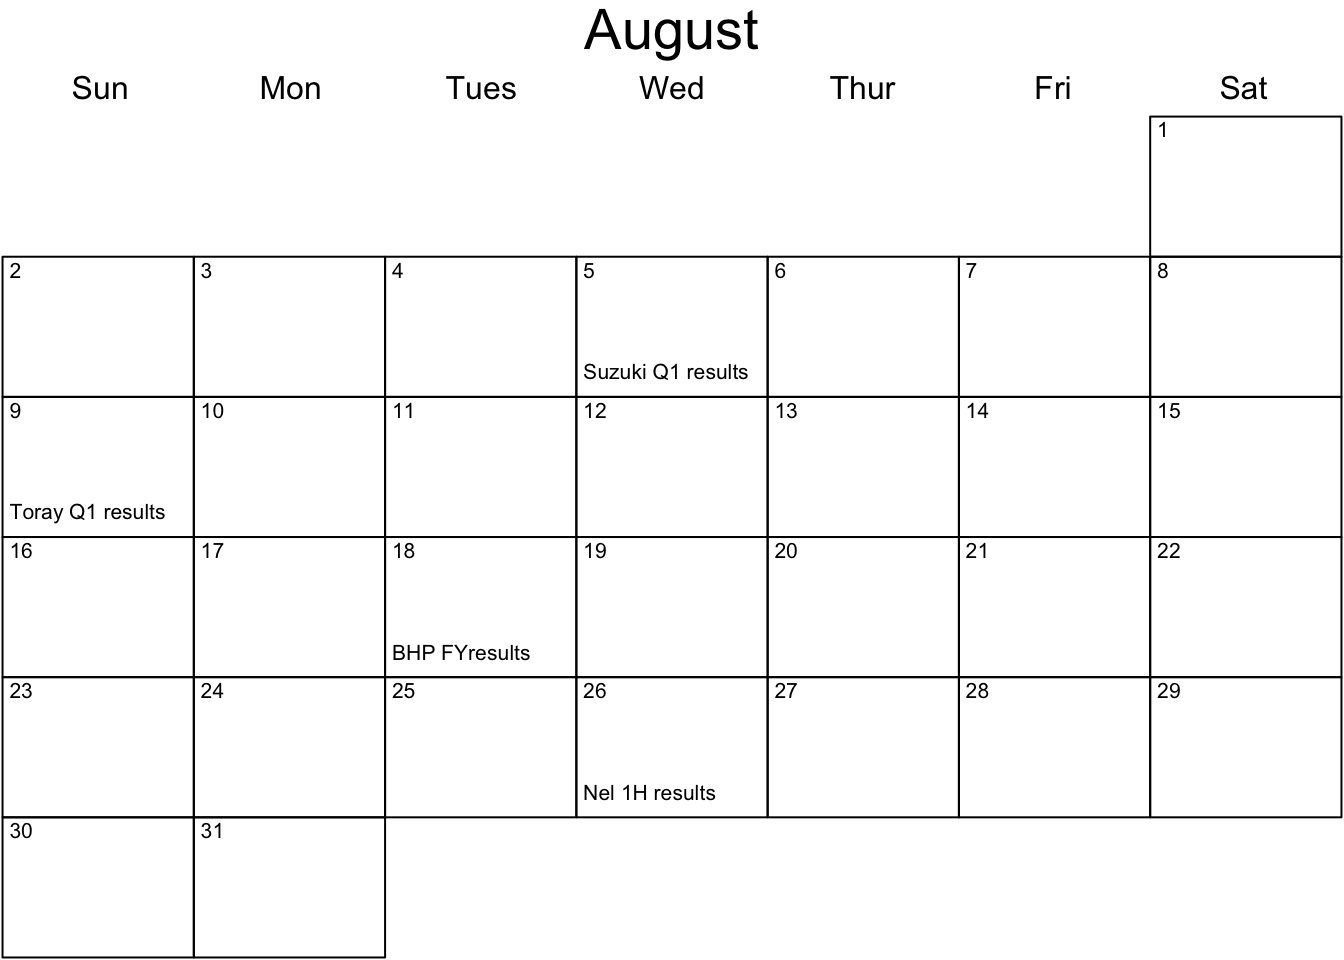 August
Sun Mon Tues Wed Thur Fri Sat
1
2 3 4 5 6 7 8
Suzuki Q1 results
9 10 11 12 13 14 15
Toray Q1 results
16 17 18 19 20 21 22
BHP FYresults
23 24 25 26 27 28 29
Nel 1H results
30 31